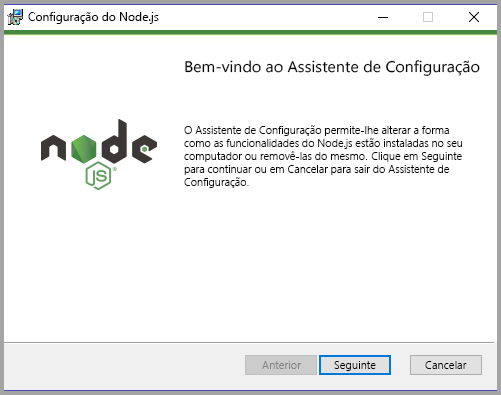 Configuração do Node.js
Bem-vindo ao Assistente de Configuração
node
JS
O Assistente de Configuração permite-lhe alterar a forma
como as funcionalidades do Node.js estão instaladas no seu
computador ou removê-las do mesmo. Clique em Seguinte
para continuar ou em Cancelar para sair do Assistente de
Configuração.
Anterior
Seguinte
Cancelar